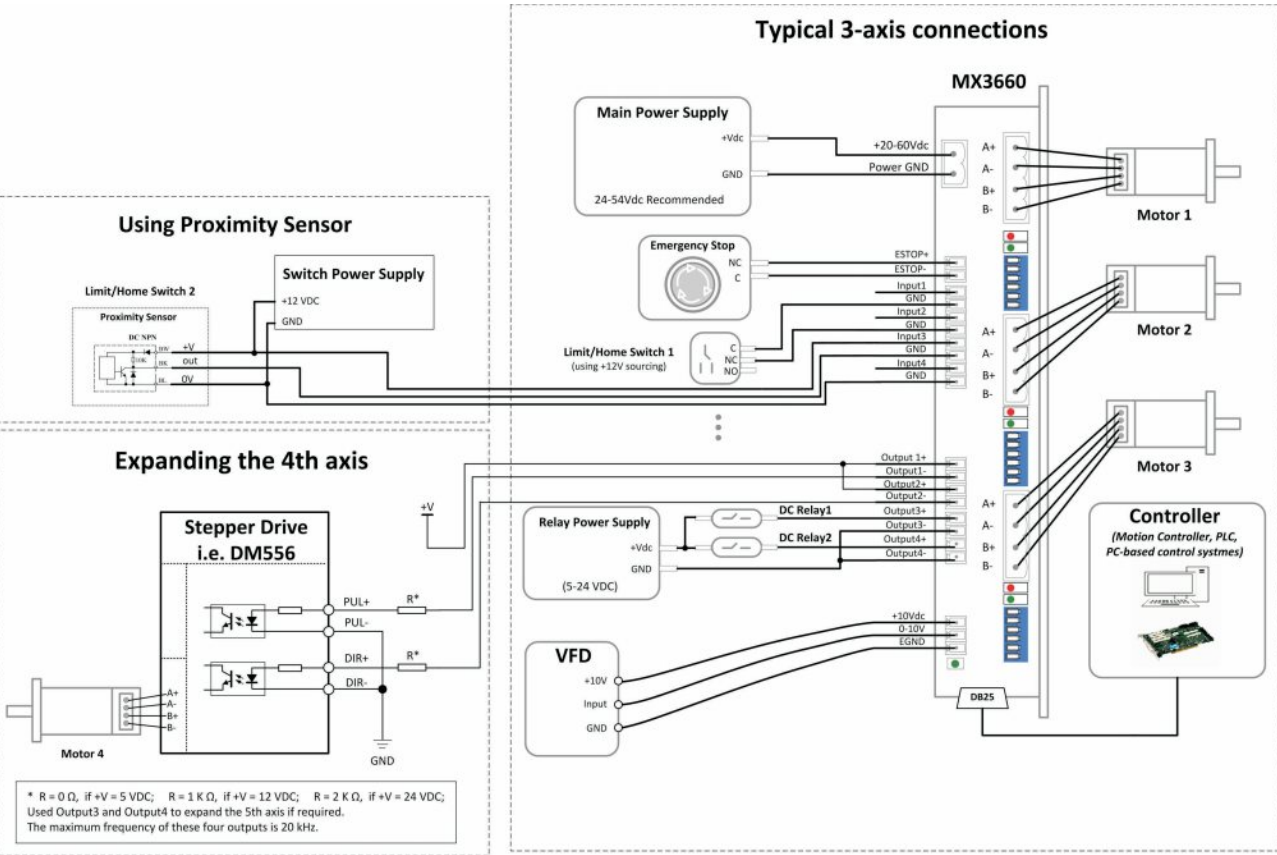 Typical 3-axis connections
MX3660
Main Power Supply
+Vdc
GND
24-54Vdc Recommended
+20-60Vdc
Power GND
A+
A-
B+
B-
Motor 1
Emergency Stop
NC
C
ESTOP+
ESTOP-
Input1
GND
Input2
GND
Input3
GND
Input4
GND
Limit/Home Switch 1
(using +12V sourcing)
C
NC
NO
A+
A-
B+
B-
Motor 2
Using Proximity Sensor
Switch Power Supply
+12 VDC
GND
Limit/Home Switch 2
Proximity Sensor
DC NPN
+V
out
0V
BK
BL
10K
Motor 3
Output 1+
Output1-
Output2+
Output2-
Output3+
Output3-
Output4+
Output4-
A+
A-
B+
B-
Relay Power Supply
+Vdc
GND
(5-24 VDC)
DC Relay1
DC Relay2
+10Vdc
0-10V
EGND
VFD
+10V
Input
GND
DB25
Controller
(Motion Controller, PLC,
PC-based control systmes)
Expanding the 4th axis
+V
Stepper Drive
i.e. DM556
PUL+
R*
PUL-
DIR+
R*
DIR-
GND
A+
A-
B+
B-
Motor 4
* R = 0 Ω, if +V = 5 VDC; R = 1 K Ω, if +V = 12 VDC; R = 2 K Ω, if +V = 24 VDC;
Used Output3 and Output4 to expand the 5th axis if required.
The maximum frequency of these four outputs is 20 kHz.